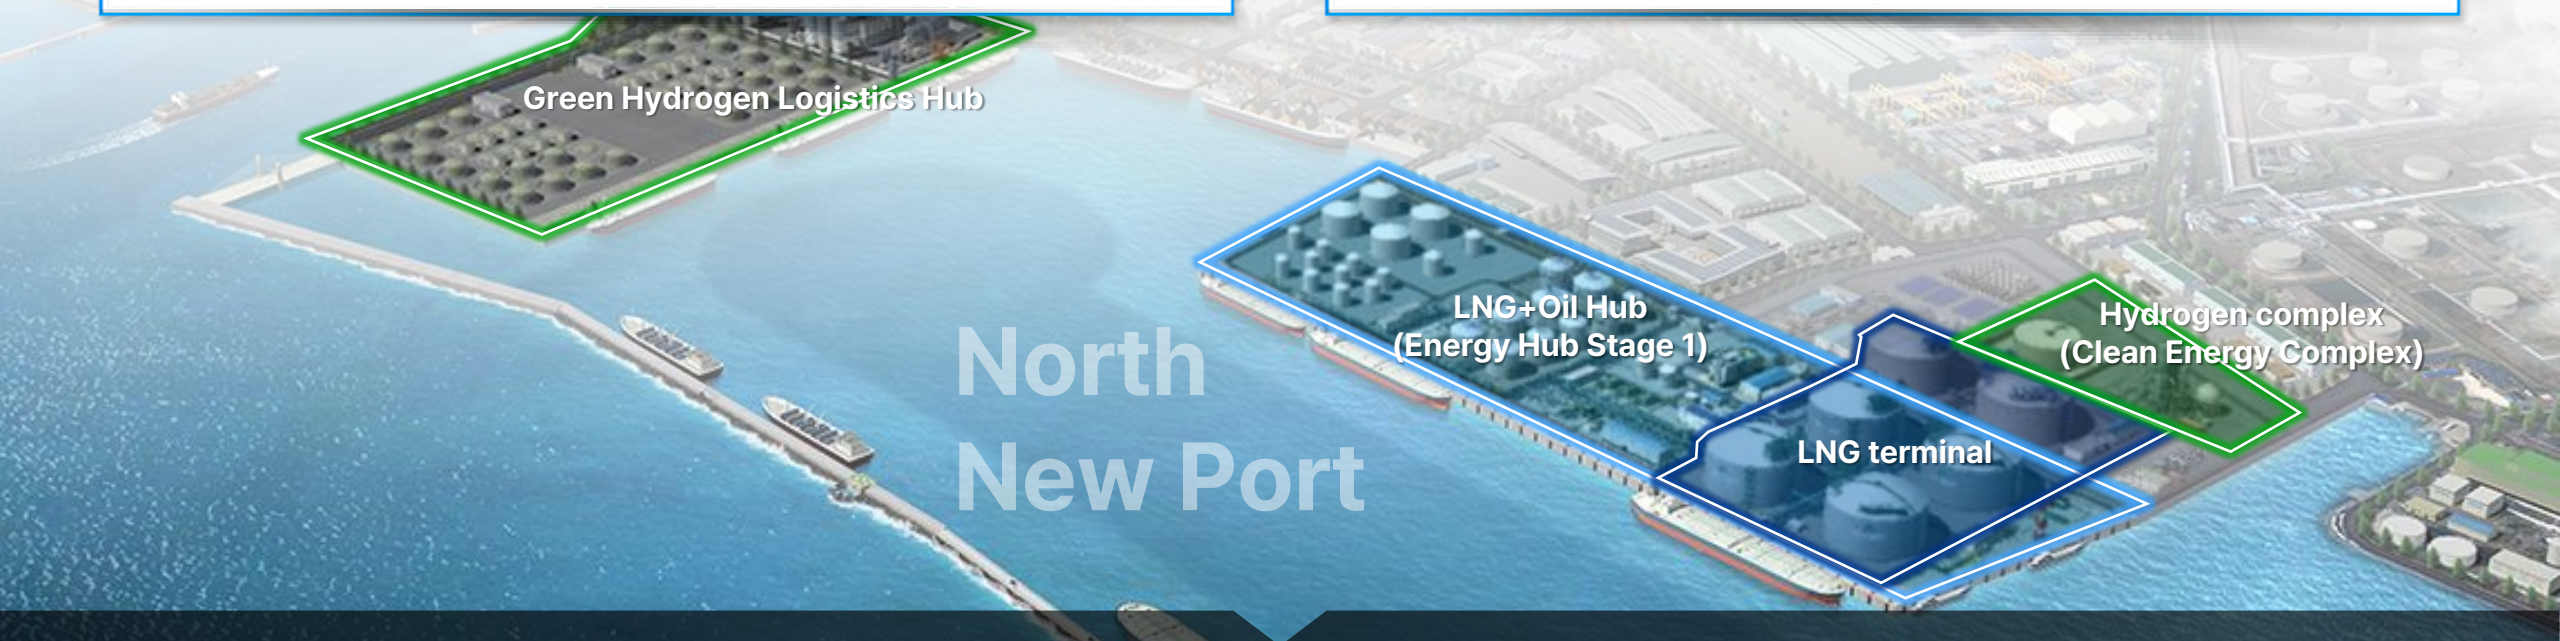 Green Hydrogen Logistics Hub
LNG+Oil Hub
(Energy Hub Stage 1)
Hydrogen complex
(Clean Energy Complex)
LNG terminal
North
New Port